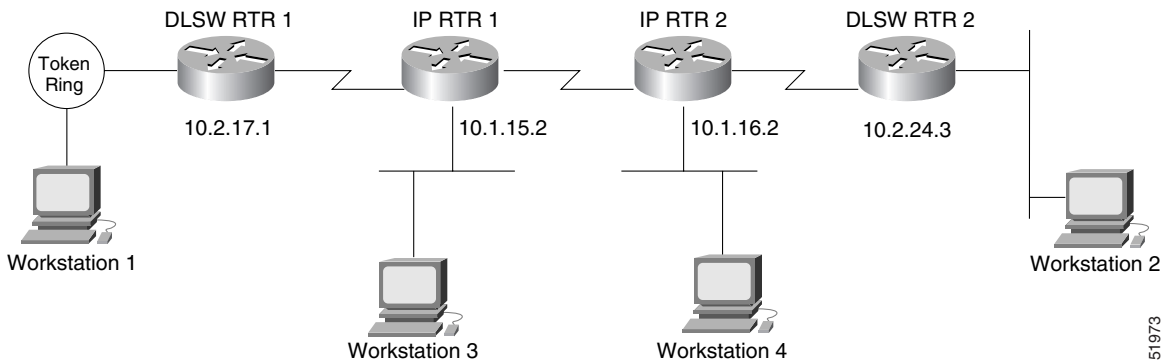 DLSW RTR 1
IP RTR 1
IP RTR 2
DLSW RTR 2
Token
Ring
10.2.17.1
10.1.15.2
10.1.16.2
10.2.24.3
Workstation 1
Workstation 2
Workstation 3
Workstation 4
51973